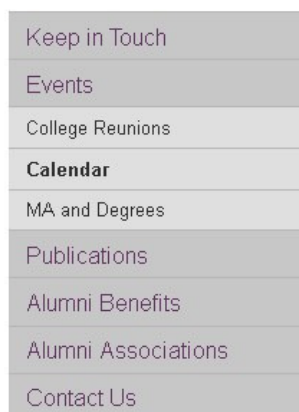 Keep in Touch
Events
College Reunions
Calendar
MA and Degrees
Publications
Alumni Benefits
Alumni Associations
Contact Us